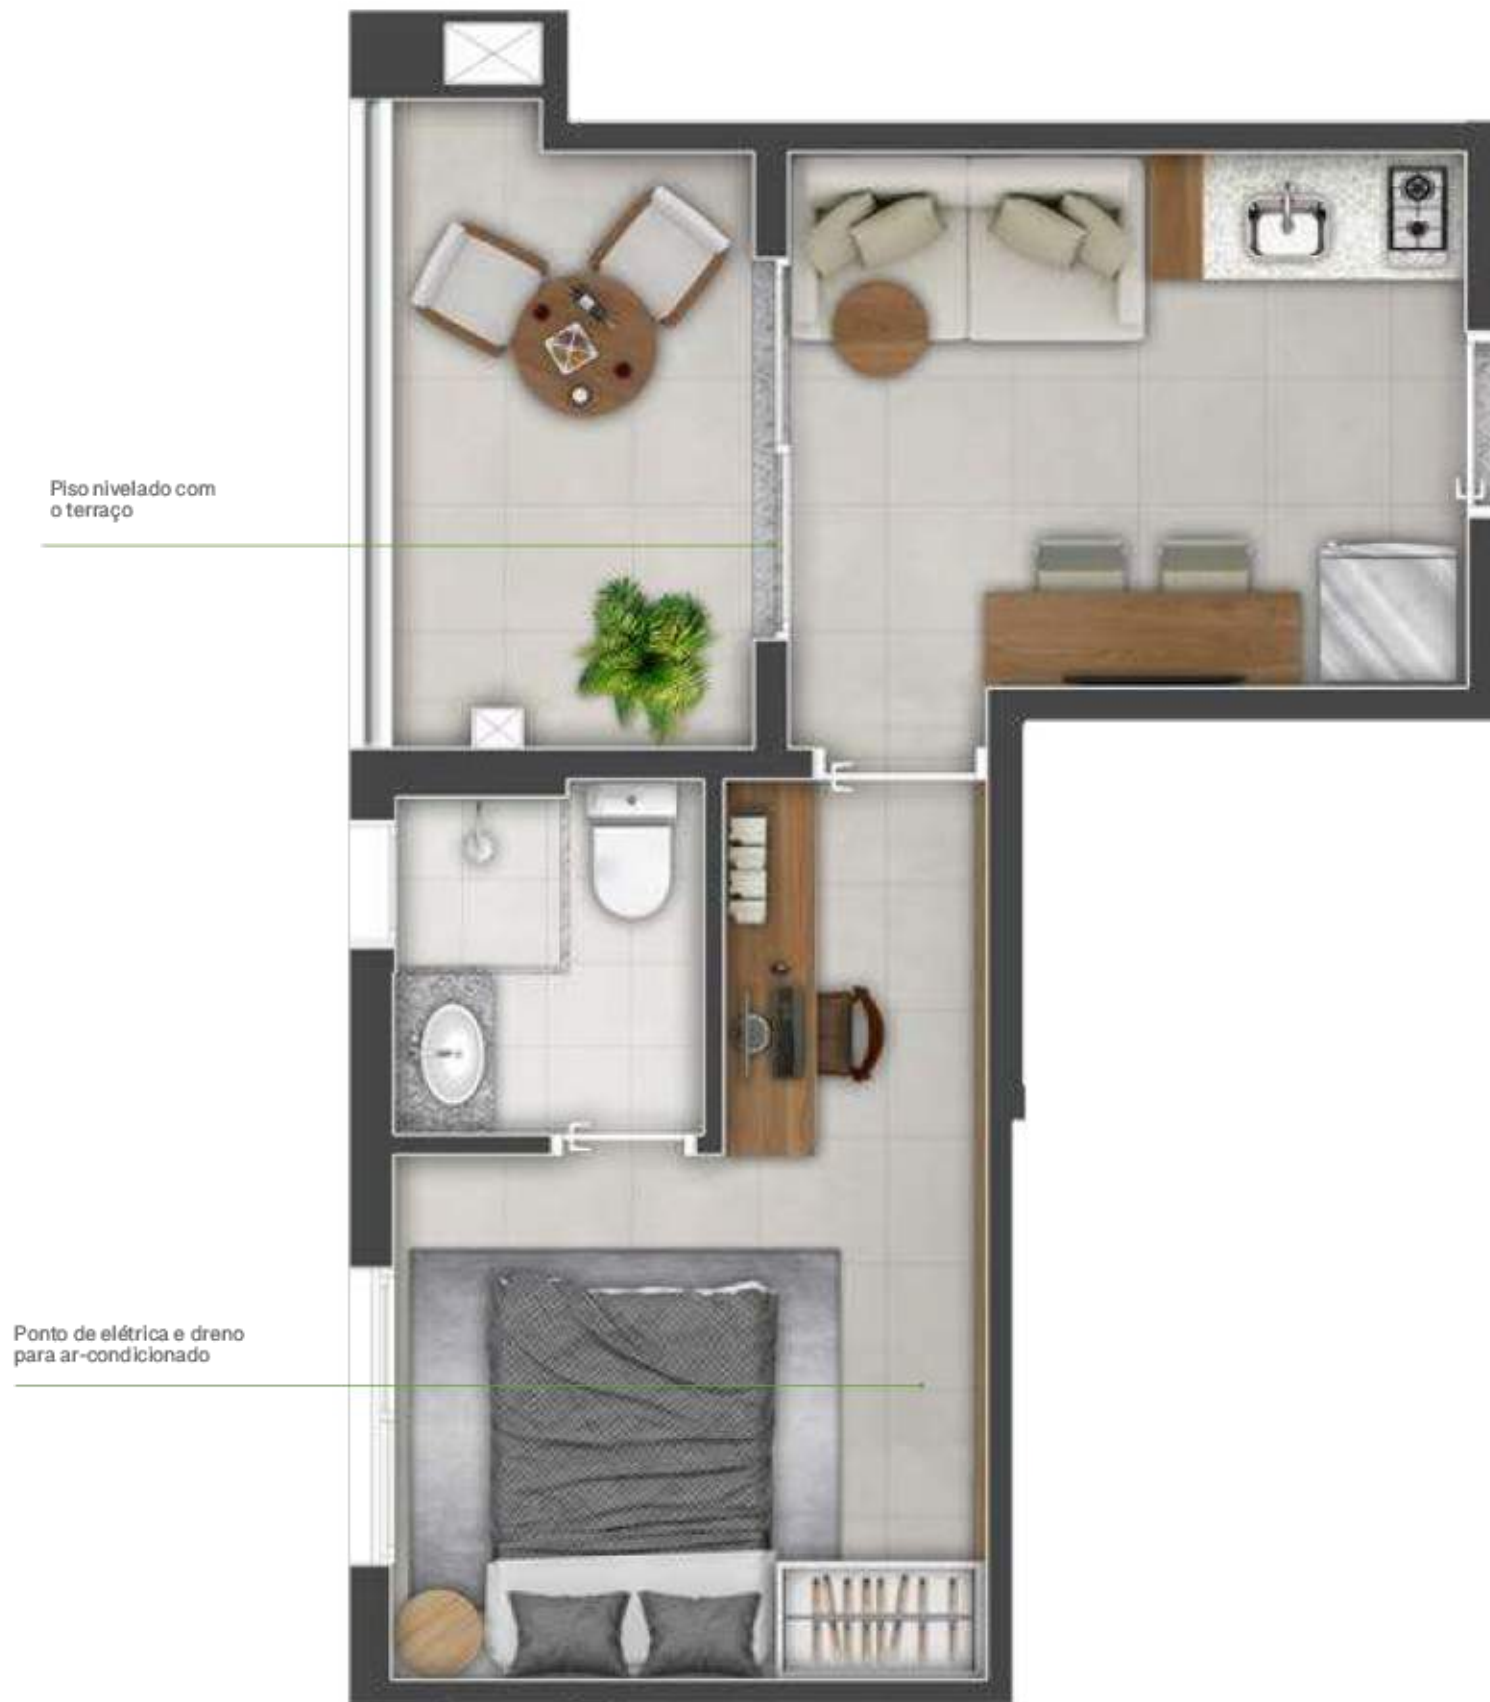 Piso nivelado com
o terraço
Ponto de elétrica e dreno
para ar-condicionado